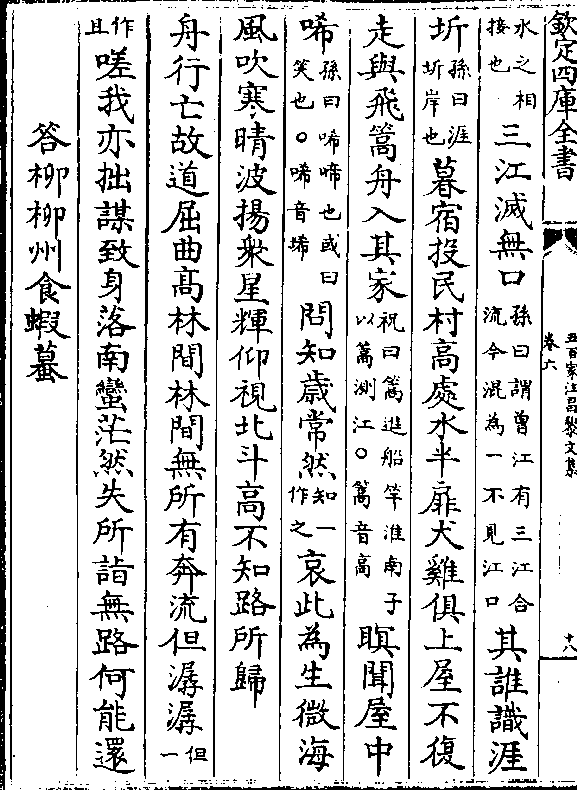 欽定四庫全書
五百家注昌黎文集
卷六
十八
水之相接也三江滅無口孫曰謂曾江有三江合流今混為一不見江口其誰識涯
圻孫曰涯圻岸也暮宿投民村高處水半扉犬雞俱上屋不復
走與飛篙舟入其家祝曰篙進船竿淮南子以篙測江○篙音高暝聞屋中
唏孫曰唏啼也或曰笑也○唏音狶問知歲常然知一作之哀此為生微海
風吹寒晴波揚衆星輝仰視北斗高不知路所歸
舟行亡故道屈曲高林間林間無所有奔流但潺潺但一
作且嗟我亦拙謀致身落南蠻茫然失所詣無路何能還
答柳柳州食蝦蟇